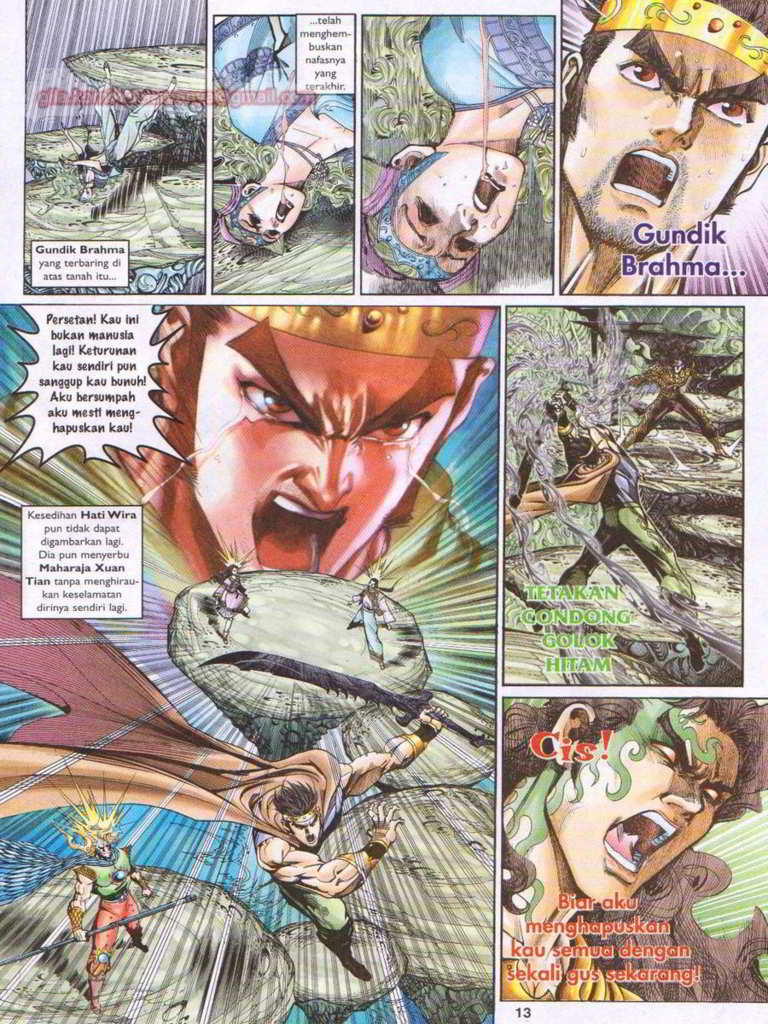 Gundik Brahma
yang terbaring di
atas tanah itu...
...telah
menghem-
buskan
nafasnya
yang
terakhir.
Gundik
Brahma...
Persetan! Kau ini
bukan manusia
lagi! Keturunan
kau sendiri pun
sanggup kau bunuh!
Aku bersumpah
aku mesti meng-
hapuskan kau!
Kesedihan Hati Wira
pun tidak dapat
digambarkan lagi.
Dia pun menyerbu
Maharaja Xuan
Tian tanpa menghirau-
kan keselamatan
dirinya sendiri lagi.
TETAKAN
GONDONG
GOLOK
HITAM
Cis!
Biar aku
menghapuskan
kau semua dengan
sekali gus sekarang!
13